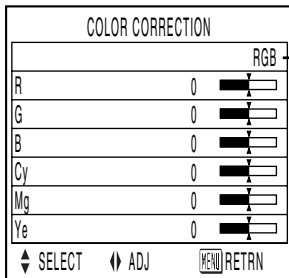 COLOR CORRECTION
RGB
R 0
G 0
B 0
Cy 0
Mg 0
Ye 0
SELECT ADJ MENU RETRN